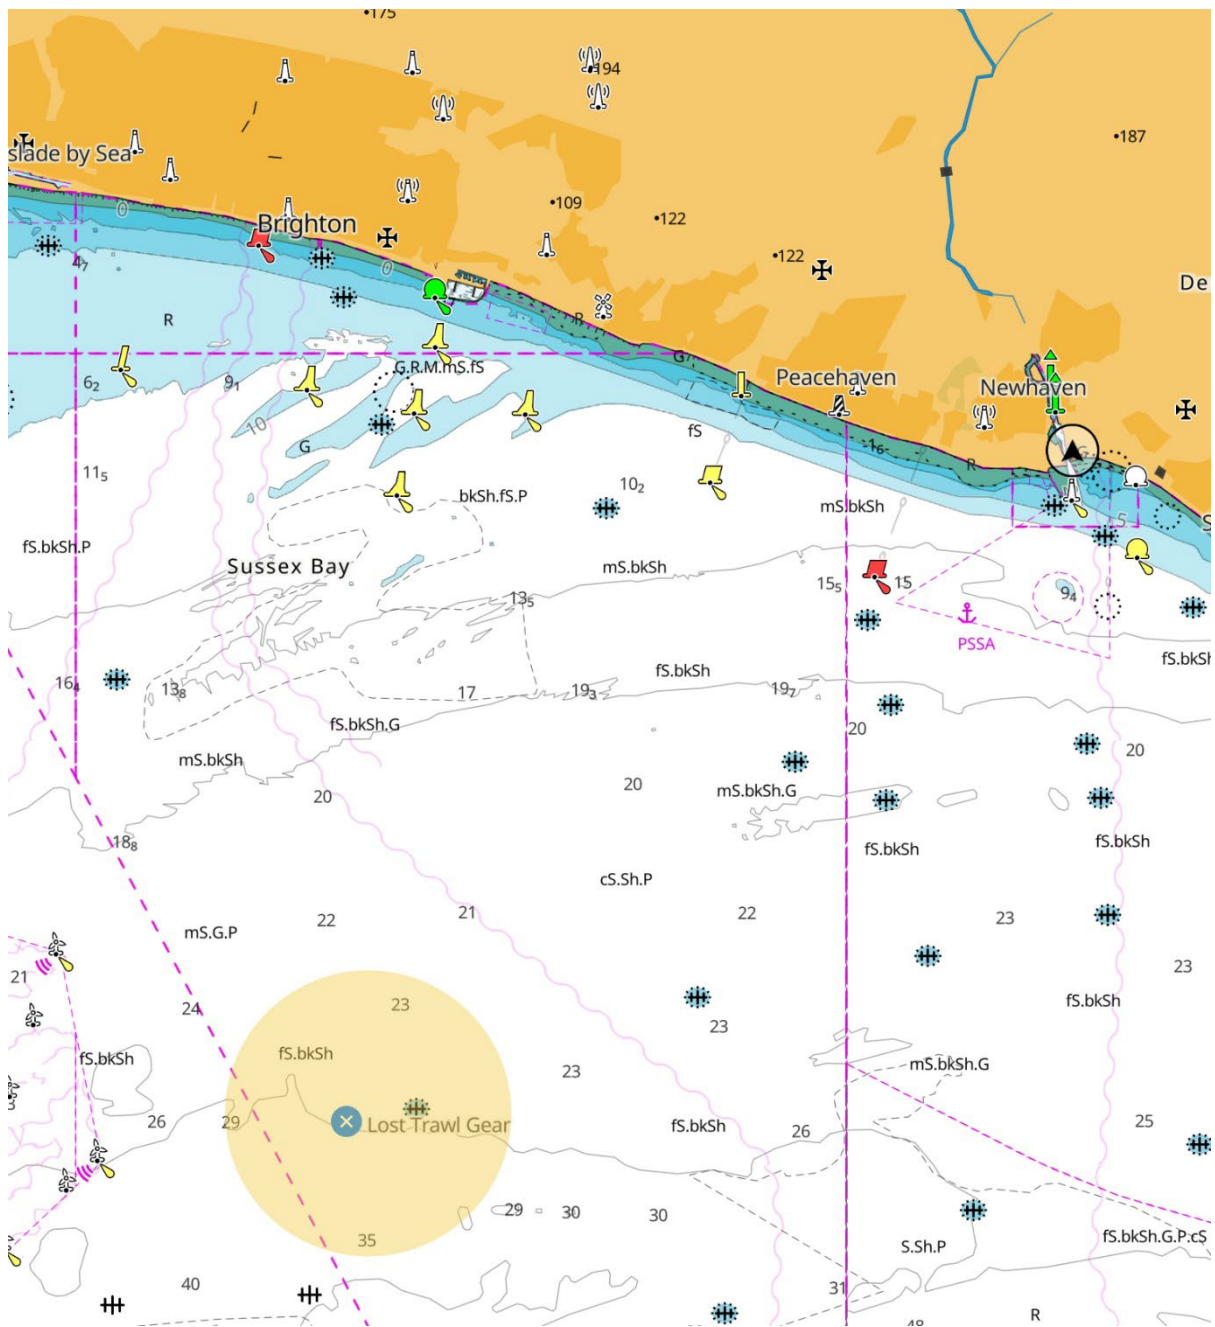 175
194
187
slade by Sea
109
122
0
Brighton
122
0
4₇
De
R
R
G
G.R.M.mS.fS
Peacehaven
6₂
9₁
Newhaven
10
fS
G
1₆
G
R
11₅
10₂
bkSh.fS.P
mS.bkSh
5
S
fS.bkSh.P
Sussex Bay
mS.bkSh
15₅
15
9₄
13₅
PSSA
fS.bkSh
fS.bkSh
16₄
13₈
17
19₃
19₇
fS.bkSh.G
20
20
mS.bkSh
20
20
mS.bkSh.G
18₈
fS.bkSh
fS.bkSh
cS.Sh.P
22
21
22
23
mS.G.P
23
21
24
23
23
fS.bkSh
fS.bkSh
fS.bkSh
mS.bkSh.G
23
26
29
Lost Trawl Gear
fS.bkSh
26
25
29
30
30
35
S.Sh.P
fS.bkSh.G.P.cS
40
31
R
48